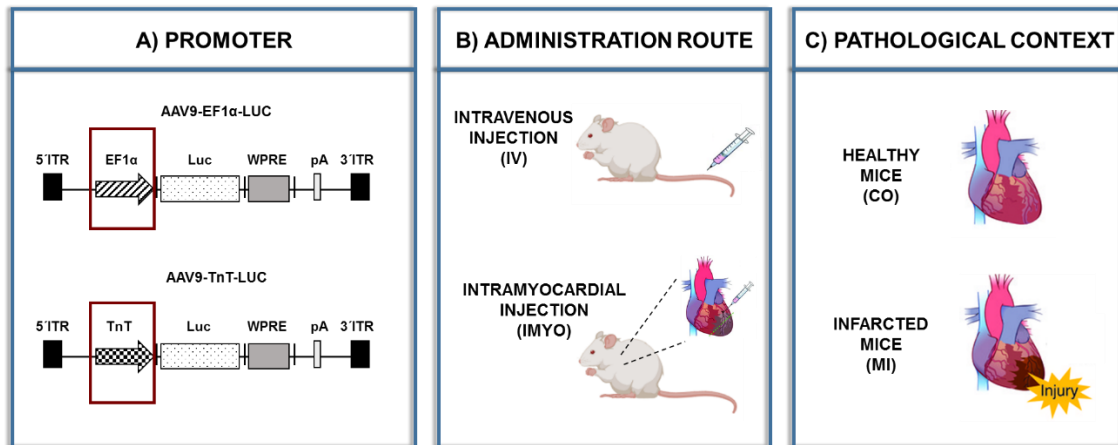 A) PROMOTER
AAV9-EF1α-LUC
5´ITR EF1α Luc WPRE pA 3´ITR
AAV9-TnT-LUC
5´ITR TnT Luc WPRE pA 3´ITR
B) ADMINISTRATION ROUTE
INTRAVENOUS
INJECTION
(IV)
INTRAMYOCARDIAL
INJECTION
(IMYO)
C) PATHOLOGICAL CONTEXT
HEALTHY
MICE
(CO)
INFARCTED
MICE
(MI)
Injury